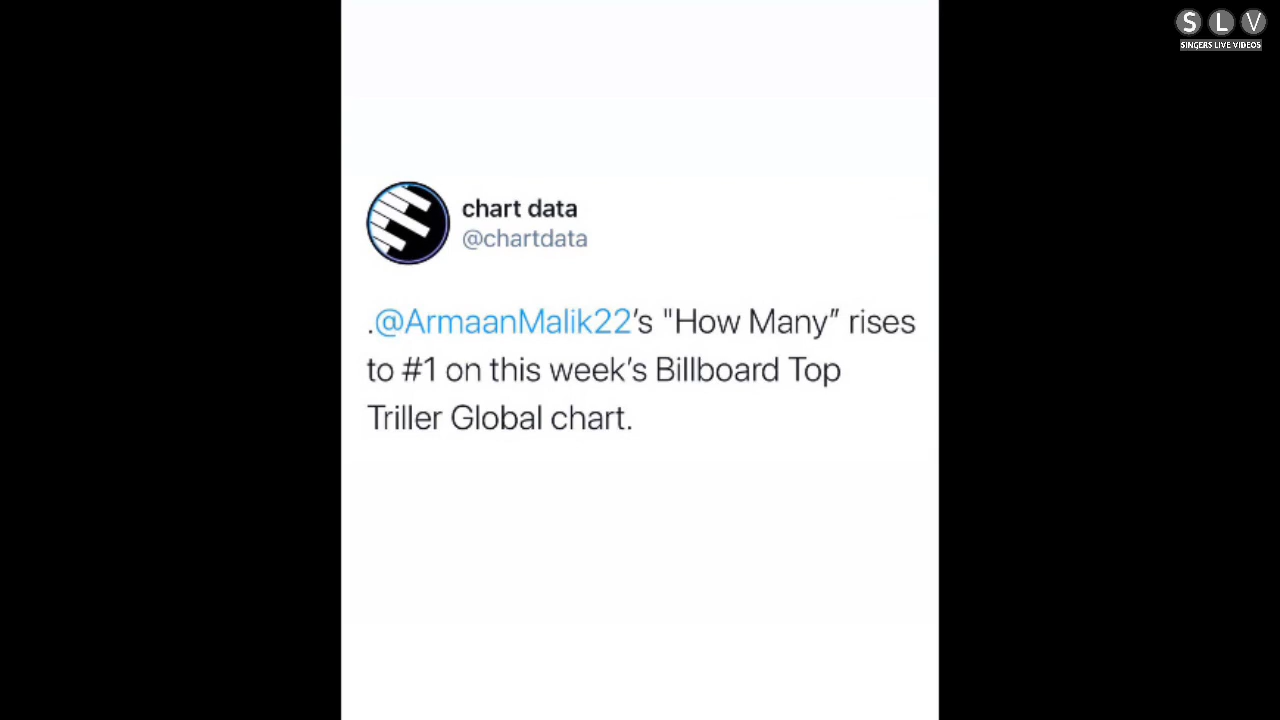 S L V
SINGERS LIVE VIDEOS
chart data
@chartdata
.@ArmaanMalik22’s "How Many” rises
to #1 on this week’s Billboard Top
Triller Global chart.